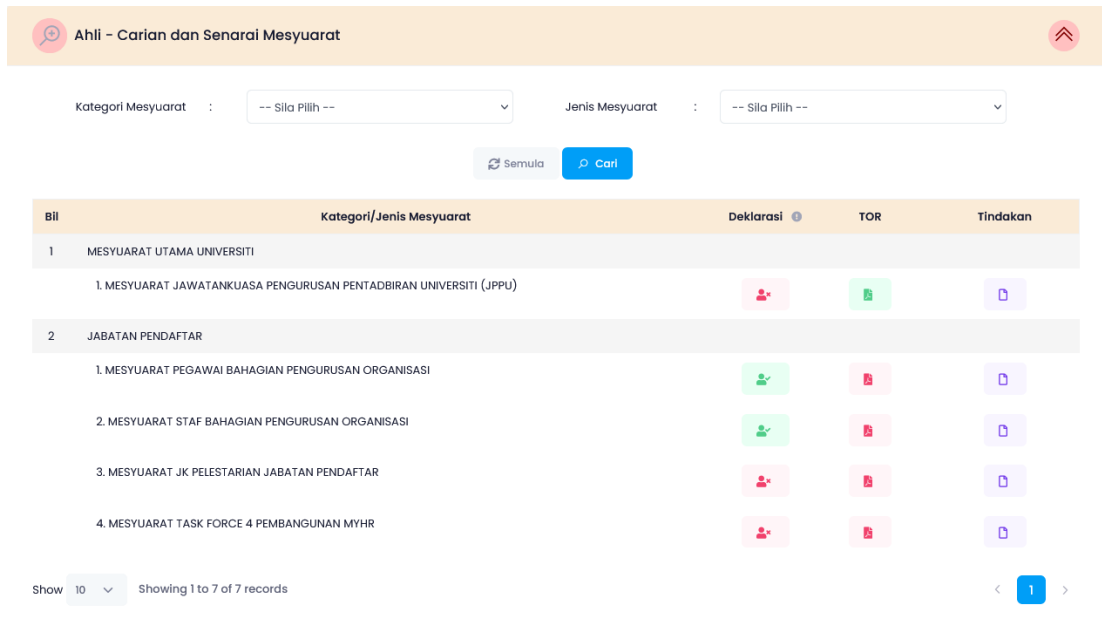 Ahli - Carian dan Senarai Mesyuarat
Kategori Mesyuarat : -- Sila Pilih -- Jenis Mesyuarat : -- Sila Pilih --
Semula Cari
Bil Kategori/Jenis Mesyuarat Deklarasi TOR Tindakan
1 MESYUARAT UTAMA UNIVERSITI
1. MESYUARAT JAWATANKUASA PENGURUSAN PENTADBIRAN UNIVERSITI (JPPU)
2 JABATAN PENDAFTAR
1. MESYUARAT PEGAWAI BAHAGIAN PENGURUSAN ORGANISASI
2. MESYUARAT STAF BAHAGIAN PENGURUSAN ORGANISASI
3. MESYUARAT JK PELESTARIAN JABATAN PENDAFTAR
4. MESYUARAT TASK FORCE 4 PEMBANGUNAN MYHR
Show 10 Showing 1 to 7 of 7 records 1